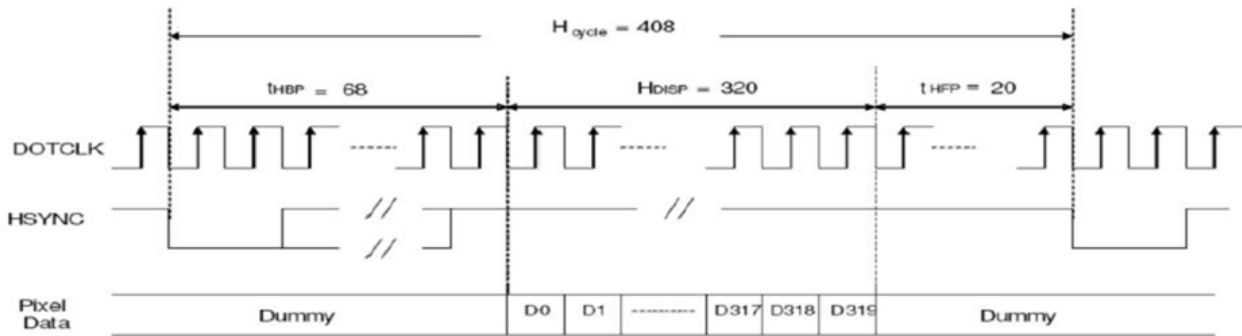 H cycle = 408
tHBP = 68 HDISP = 320 tHFP = 20
DOTCLK
HSYNC
Pixel Data Dummy D0 D1 D317 D318 D319 Dummy